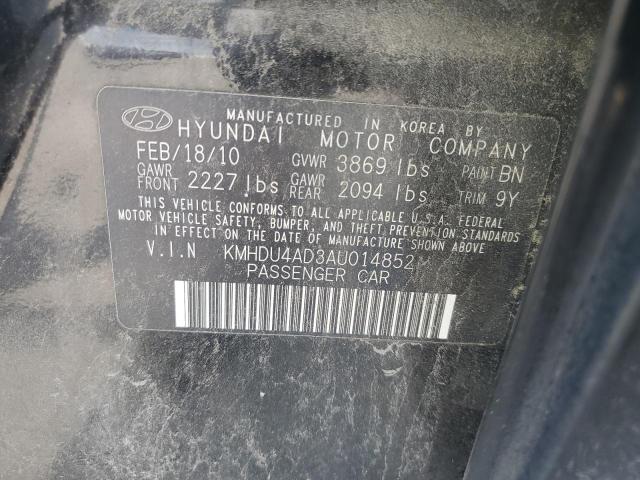 MANUFACTURED IN KOREA BY
HYUNDAI MOTOR COMPANY
FEB/18/10 GVWR 3869 lbs PAINT BN
GAWR FRONT 2227 lbs GAWR REAR 2094 lbs TRIM 9Y
THIS VEHICLE CONFORMS TO ALL APPLICABLE U.S.A. FEDERAL
MOTOR VEHICLE SAFETY, BUMPER, AND THEFT PREVENTION STANDARDS
IN EFFECT ON THE DATE OF MANUFACTURE SHOWN ABOVE.
V.I.N KMHDU4AD3AU014852
PASSENGER CAR